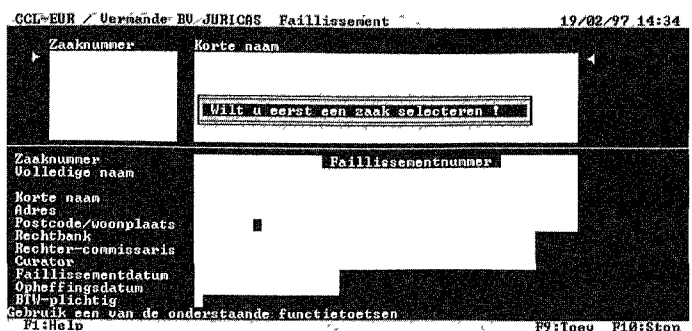 CCL-EUR / Vermande BV JURICAS Faillissement 19/02/97 14:34
Zaaknummer Korte naam
Wilt u eerst een zaak selecteren !
Zaaknummer Faillissementnummer
Volledige naam
Korte naam
Adres
Postcode/woonplaats
Rechtbank
Rechter-commissaris
Curator
Faillissementdatum
Opheffingsdatum
BTW-plichtig
Gebruik een van de onderstaande functietoetsen
F1:Help F9:Toev F10:Stop